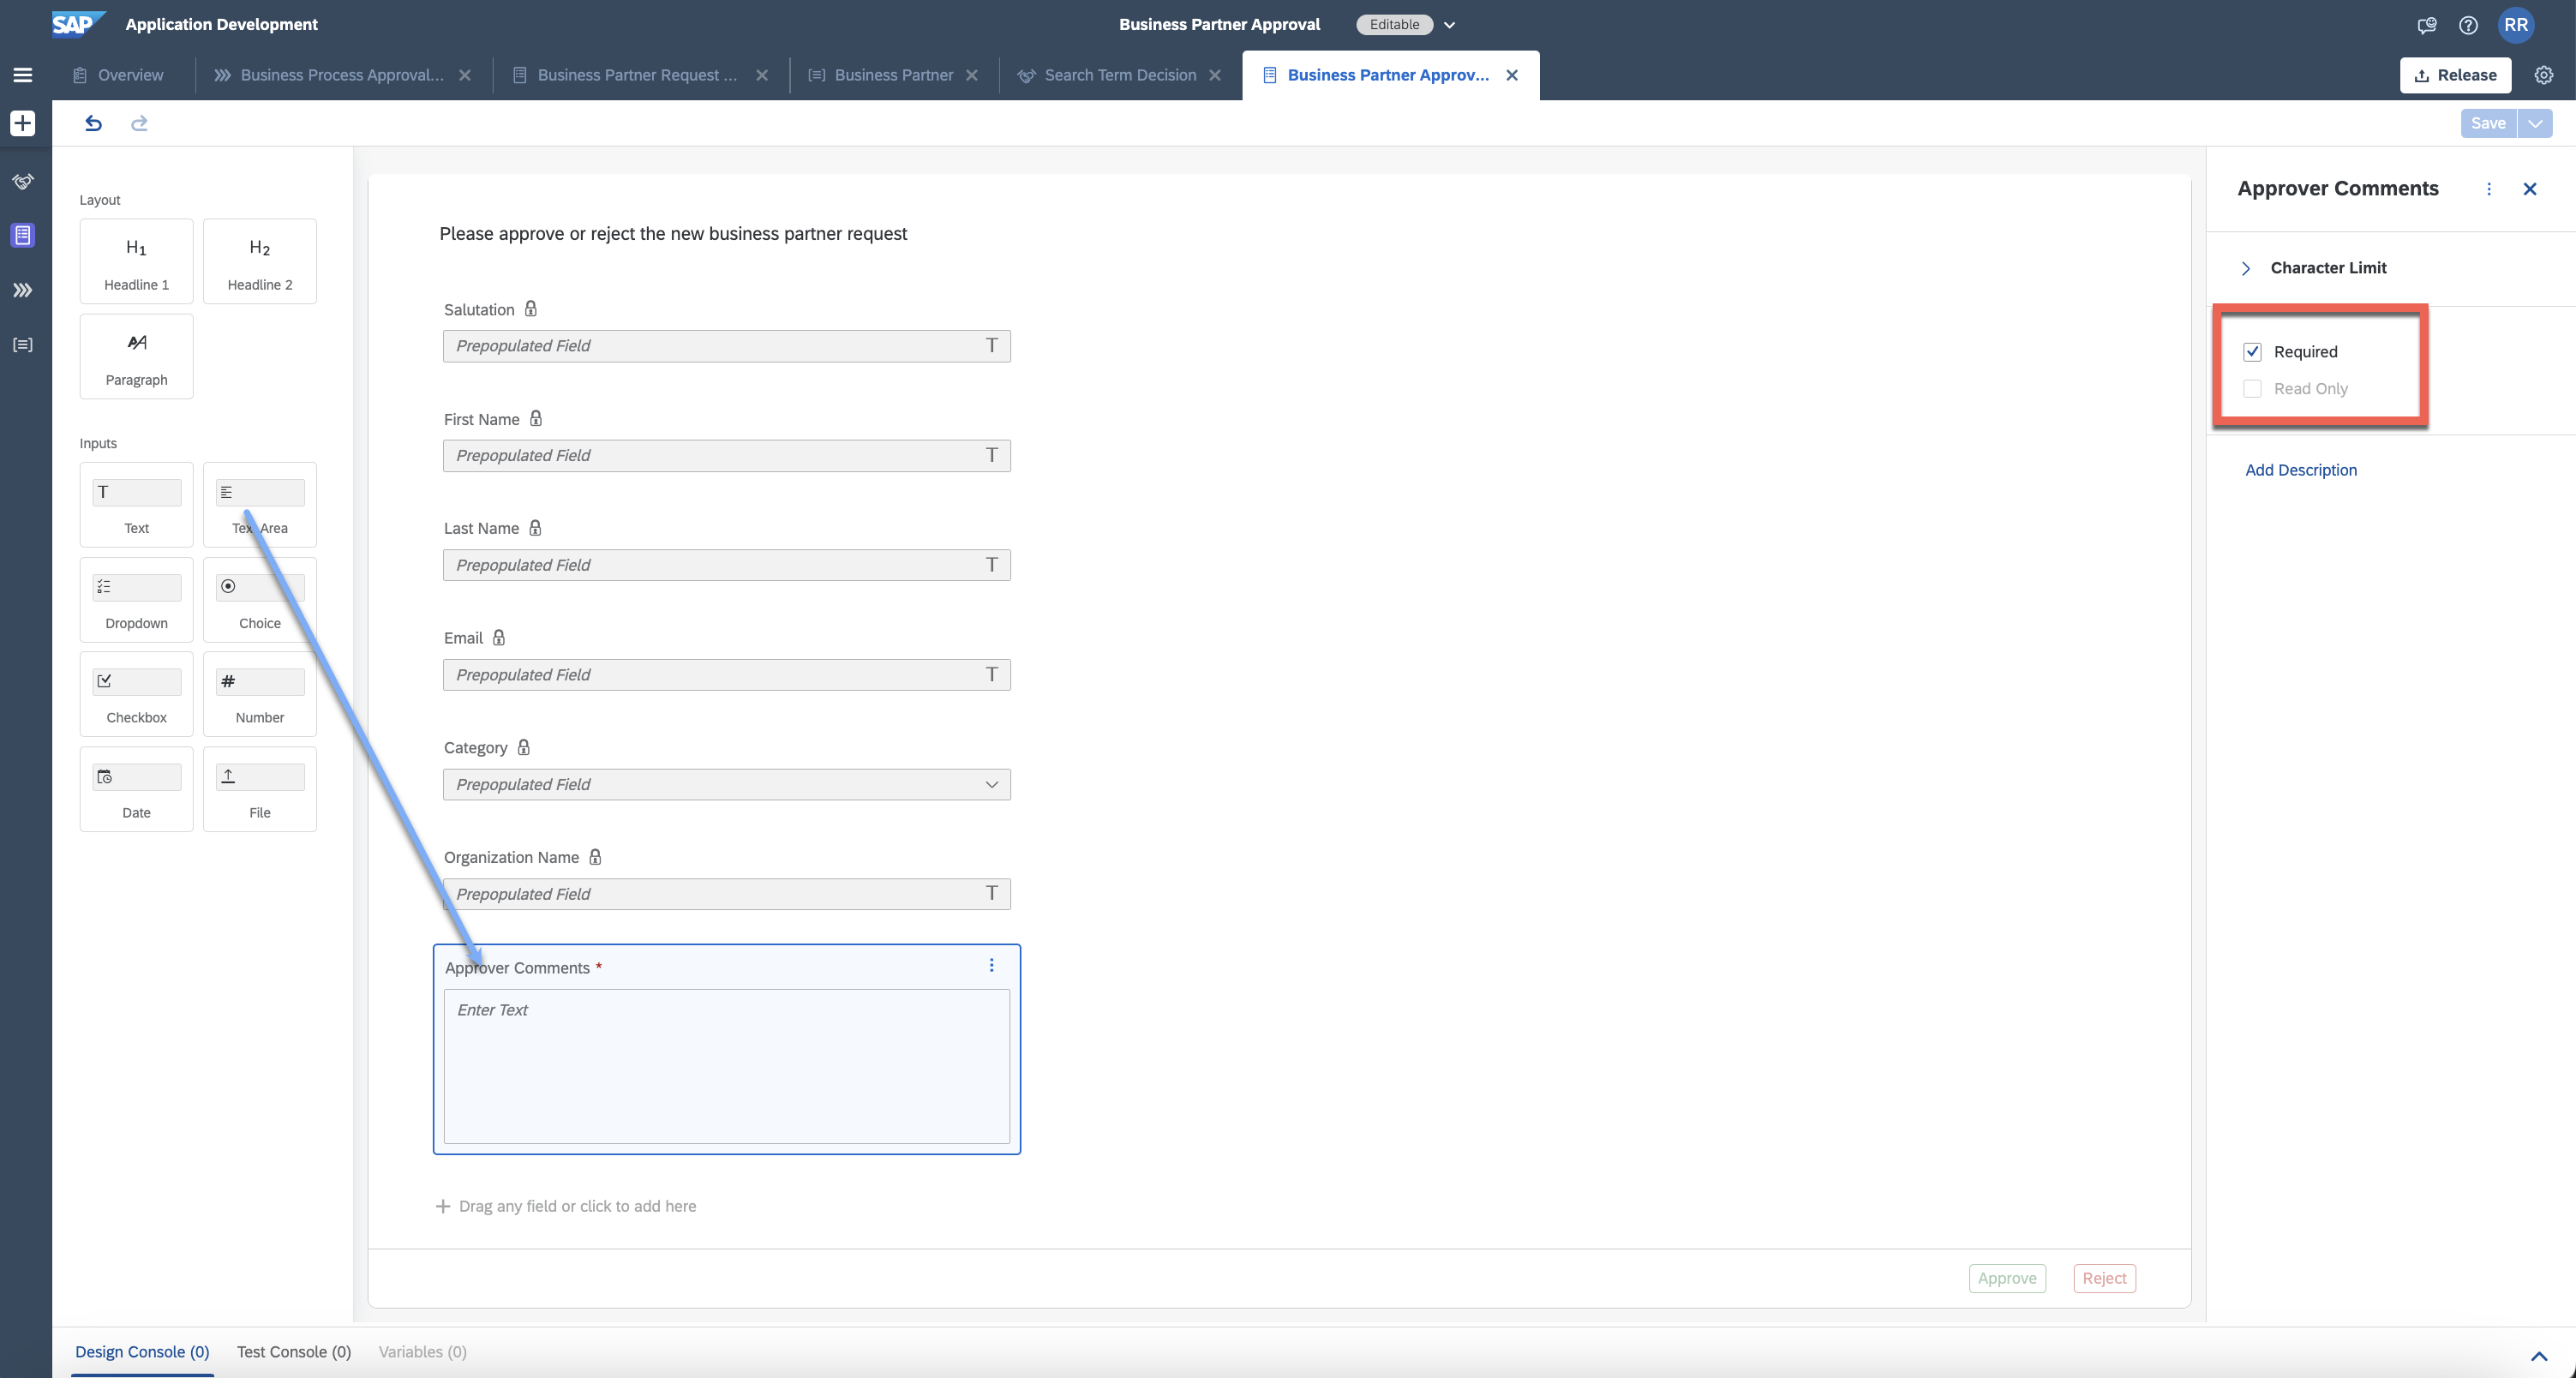 SAP Application Development
Business Partner Approval
Editable
RR
Overview
Business Process Approval...
Business Partner Request ...
Business Partner
Search Term Decision
Business Partner Approv...
Release
Save
Layout
H1
Headline 1
H2
Headline 2
Paragraph
Inputs
Text
Text Area
Dropdown
Choice
Checkbox
Number
Date
File
Please approve or reject the new business partner request
Salutation
Prepopulated Field
First Name
Prepopulated Field
Last Name
Prepopulated Field
Email
Prepopulated Field
Category
Prepopulated Field
Organization Name
Prepopulated Field
Approver Comments *
Enter Text
Drag any field or click to add here
Approve
Reject
Approver Comments
Character Limit
Required
Read Only
Add Description
Design Console (0)
Test Console (0)
Variables (0)